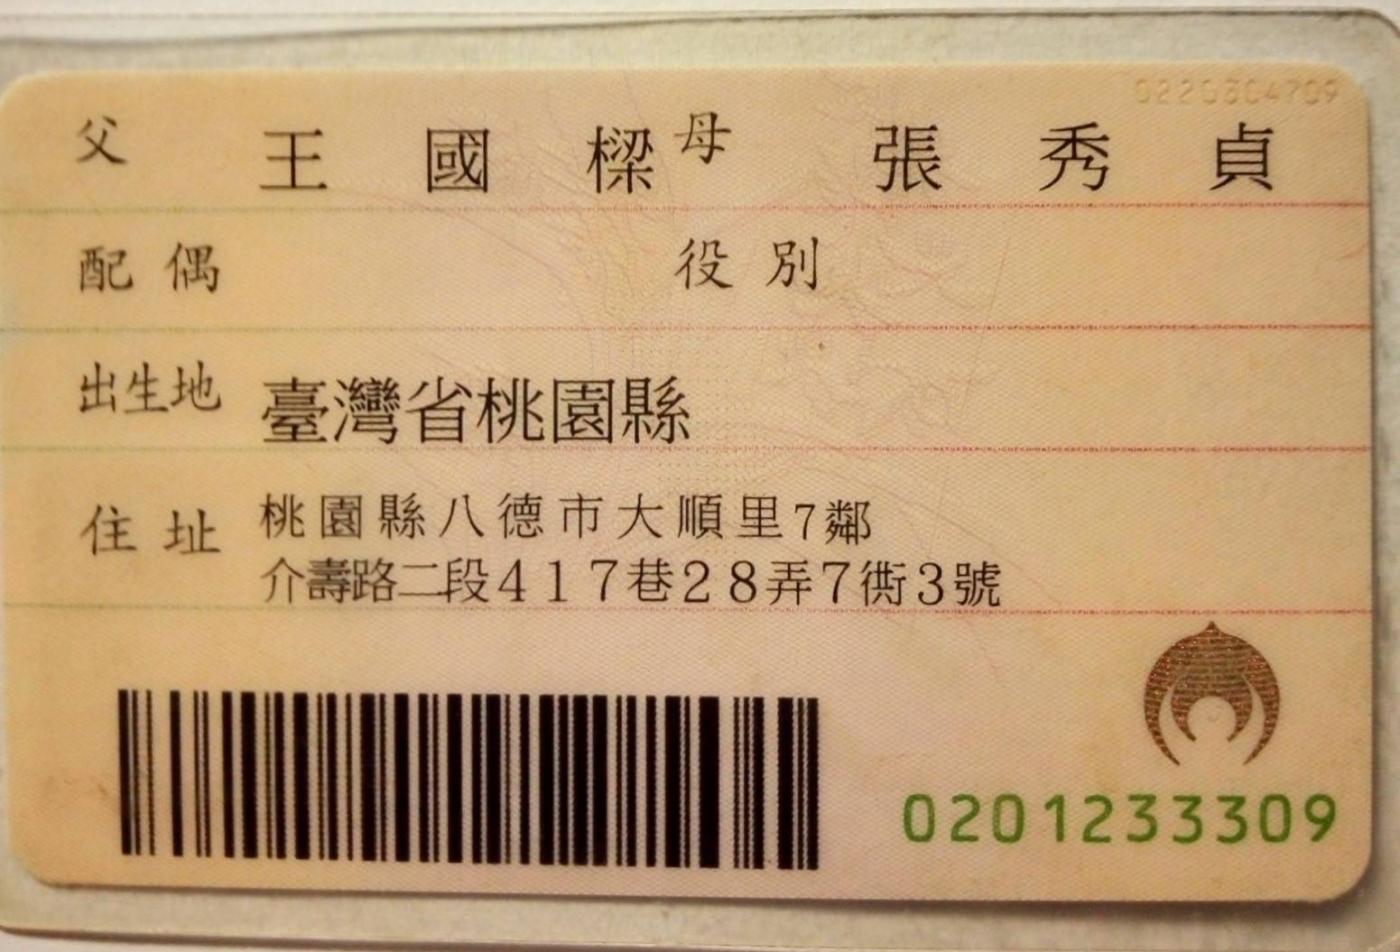 父 王國樑 母 張秀貞
配偶 役別
出生地 臺灣省桃園縣
住址 桃園縣八德市大順里7鄰
介壽路二段417巷28弄7衖3號
0201233309